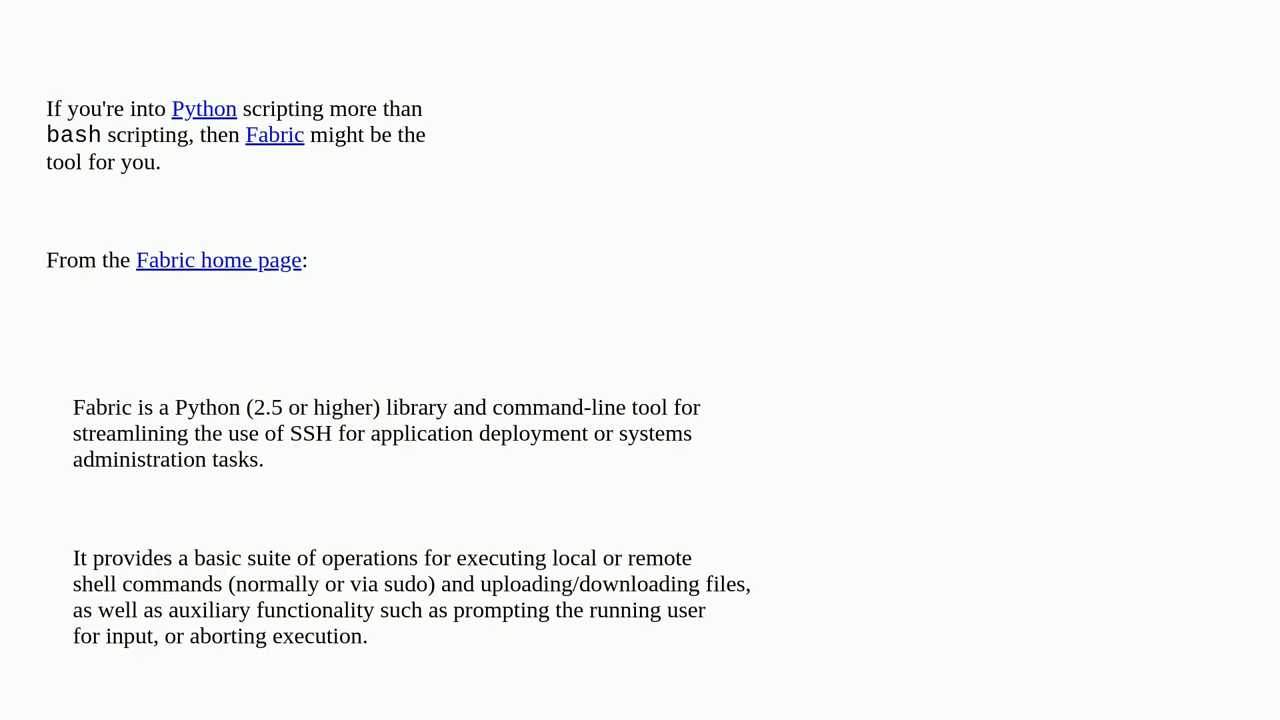 If you're into Python scripting more than
bash scripting, then Fabric might be the
tool for you.
From the Fabric home page:
Fabric is a Python (2.5 or higher) library and command-line tool for
streamlining the use of SSH for application deployment or systems
administration tasks.
It provides a basic suite of operations for executing local or remote
shell commands (normally or via sudo) and uploading/downloading files,
as well as auxiliary functionality such as prompting the running user
for input, or aborting execution.